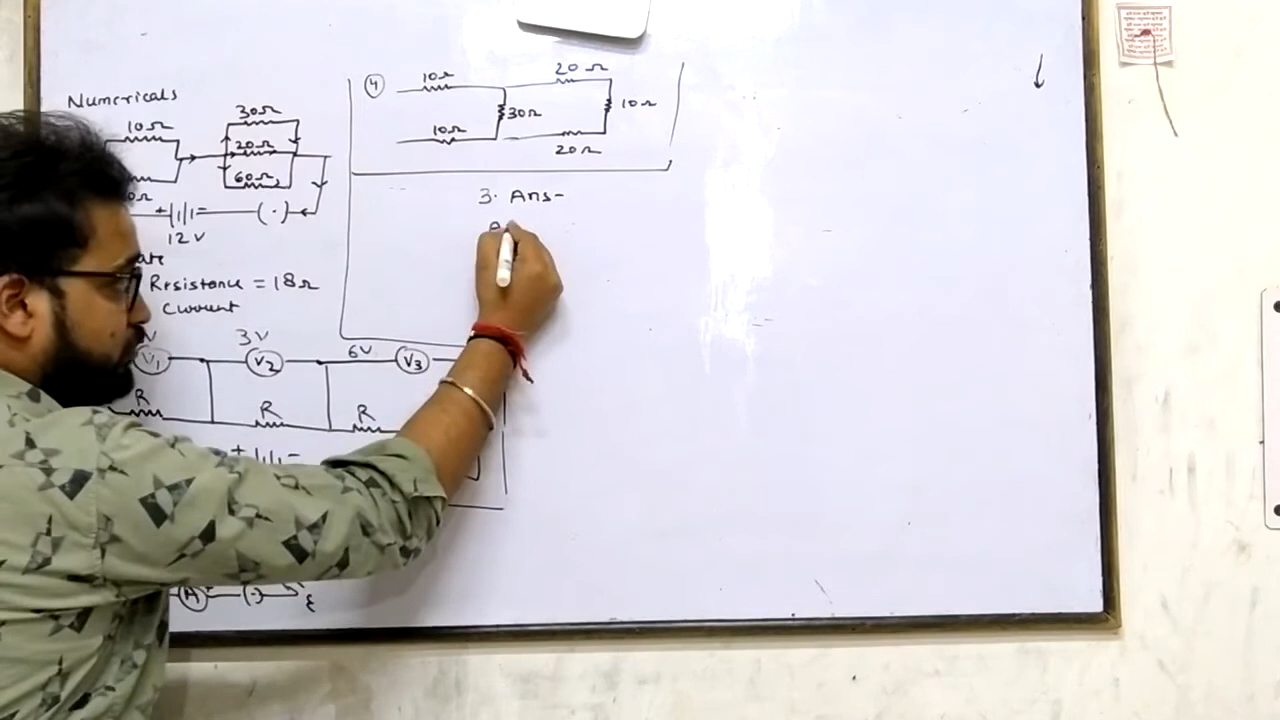 Numericals
10Ω
30Ω
20Ω
60Ω
12V
Resistance = 18Ω
Current
3V
6V
V1
V2
V3
R
R
R
A
4
10Ω
20Ω
30Ω
10Ω
10Ω
20Ω
3. Ans-